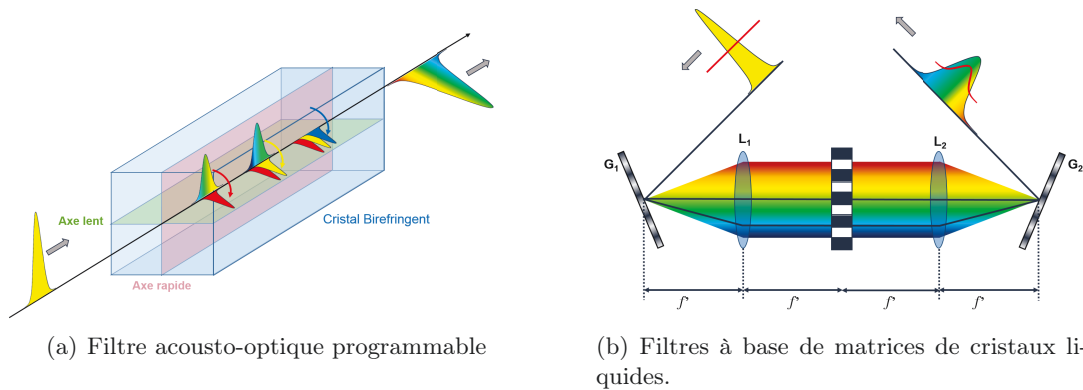 Axe lent
Cristal Birefringent
Axe rapide
(a) Filtre acousto-optique programmable
G1
L1
L2
G2
f' f' f' f'
(b) Filtres à base de matrices de cristaux li-
quides.